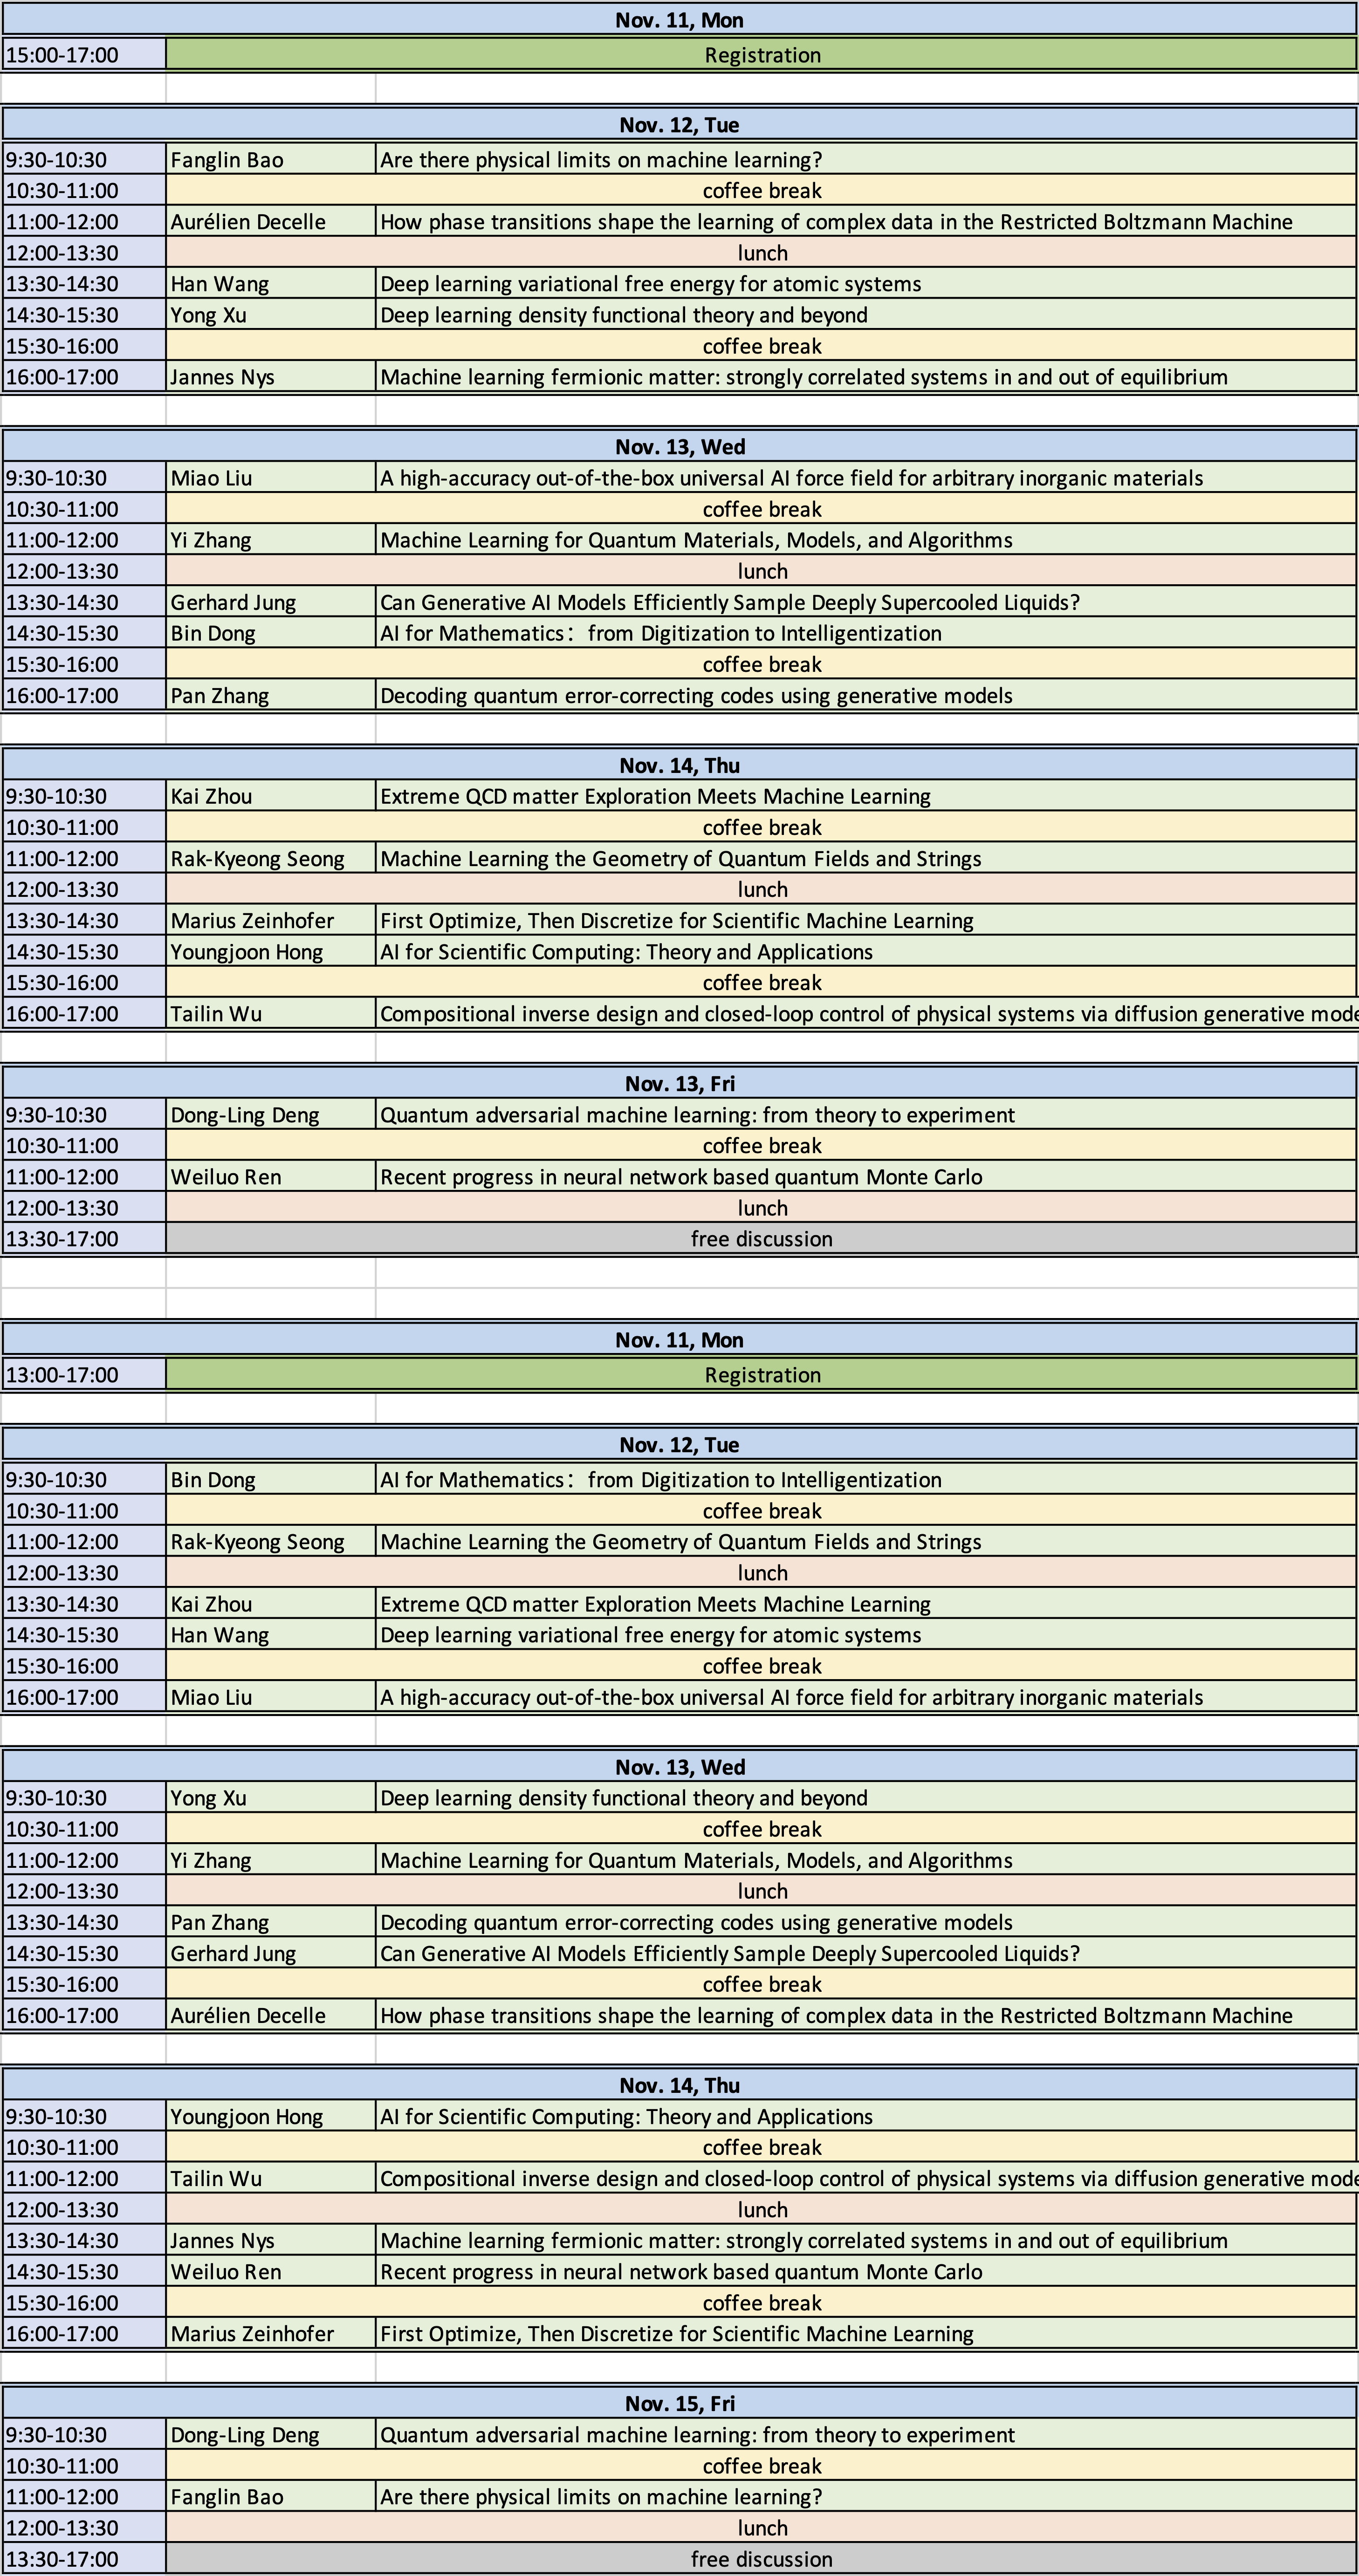 Nov. 11, Mon
15:00-17:00 Registration
Nov. 12, Tue
9:30-10:30 Fanglin Bao Are there physical limits on machine learning?
10:30-11:00 coffee break
11:00-12:00 Aurélien Decelle How phase transitions shape the learning of complex data in the Restricted Boltzmann Machine
12:00-13:30 lunch
13:30-14:30 Han Wang Deep learning variational free energy for atomic systems
14:30-15:30 Yong Xu Deep learning density functional theory and beyond
15:30-16:00 coffee break
16:00-17:00 Jannes Nys Machine learning fermionic matter: strongly correlated systems in and out of equilibrium
Nov. 13, Wed
9:30-10:30 Miao Liu A high-accuracy out-of-the-box universal AI force field for arbitrary inorganic materials
10:30-11:00 coffee break
11:00-12:00 Yi Zhang Machine Learning for Quantum Materials, Models, and Algorithms
12:00-13:30 lunch
13:30-14:30 Gerhard Jung Can Generative AI Models Efficiently Sample Deeply Supercooled Liquids?
14:30-15:30 Bin Dong AI for Mathematics：from Digitization to Intelligentization
15:30-16:00 coffee break
16:00-17:00 Pan Zhang Decoding quantum error-correcting codes using generative models
Nov. 14, Thu
9:30-10:30 Kai Zhou Extreme QCD matter Exploration Meets Machine Learning
10:30-11:00 coffee break
11:00-12:00 Rak-Kyeong Seong Machine Learning the Geometry of Quantum Fields and Strings
12:00-13:30 lunch
13:30-14:30 Marius Zeinhofer First Optimize, Then Discretize for Scientific Machine Learning
14:30-15:30 Youngjoon Hong AI for Scientific Computing: Theory and Applications
15:30-16:00 coffee break
16:00-17:00 Tailin Wu Compositional inverse design and closed-loop control of physical systems via diffusion generative mode
Nov. 13, Fri
9:30-10:30 Dong-Ling Deng Quantum adversarial machine learning: from theory to experiment
10:30-11:00 coffee break
11:00-12:00 Weiluo Ren Recent progress in neural network based quantum Monte Carlo
12:00-13:30 lunch
13:30-17:00 free discussion
Nov. 11, Mon
13:00-17:00 Registration
Nov. 12, Tue
9:30-10:30 Bin Dong AI for Mathematics：from Digitization to Intelligentization
10:30-11:00 coffee break
11:00-12:00 Rak-Kyeong Seong Machine Learning the Geometry of Quantum Fields and Strings
12:00-13:30 lunch
13:30-14:30 Kai Zhou Extreme QCD matter Exploration Meets Machine Learning
14:30-15:30 Han Wang Deep learning variational free energy for atomic systems
15:30-16:00 coffee break
16:00-17:00 Miao Liu A high-accuracy out-of-the-box universal AI force field for arbitrary inorganic materials
Nov. 13, Wed
9:30-10:30 Yong Xu Deep learning density functional theory and beyond
10:30-11:00 coffee break
11:00-12:00 Yi Zhang Machine Learning for Quantum Materials, Models, and Algorithms
12:00-13:30 lunch
13:30-14:30 Pan Zhang Decoding quantum error-correcting codes using generative models
14:30-15:30 Gerhard Jung Can Generative AI Models Efficiently Sample Deeply Supercooled Liquids?
15:30-16:00 coffee break
16:00-17:00 Aurélien Decelle How phase transitions shape the learning of complex data in the Restricted Boltzmann Machine
Nov. 14, Thu
9:30-10:30 Youngjoon Hong AI for Scientific Computing: Theory and Applications
10:30-11:00 coffee break
11:00-12:00 Tailin Wu Compositional inverse design and closed-loop control of physical systems via diffusion generative mode
12:00-13:30 lunch
13:30-14:30 Jannes Nys Machine learning fermionic matter: strongly correlated systems in and out of equilibrium
14:30-15:30 Weiluo Ren Recent progress in neural network based quantum Monte Carlo
15:30-16:00 coffee break
16:00-17:00 Marius Zeinhofer First Optimize, Then Discretize for Scientific Machine Learning
Nov. 15, Fri
9:30-10:30 Dong-Ling Deng Quantum adversarial machine learning: from theory to experiment
10:30-11:00 coffee break
11:00-12:00 Fanglin Bao Are there physical limits on machine learning?
12:00-13:30 lunch
13:30-17:00 free discussion